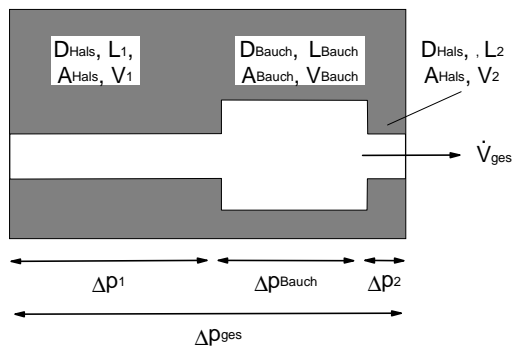 DHals, L1,
AHals, V1
DBauch, LBauch
ABauch, VBauch
DHals, , L2
AHals, V2
V̇ges
Δp1
ΔpBauch
Δp2
Δpges